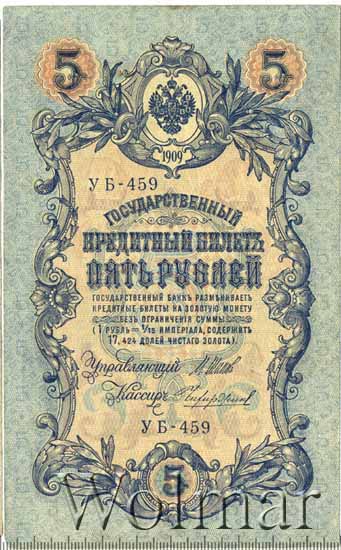 5 5
1909
УБ-459
ГОСУДАРСТВЕННЫЙ
КРЕДИТНЫЙ БИЛЕТЪ
ПЯТЬ РУБЛЕЙ
ГОСУДАРСТВЕННЫЙ БАНКЪ РАЗМѢНИВАЕТЪ
КРЕДИТНЫЕ БИЛЕТЫ НА ЗОЛОТУЮ МОНЕТУ
БЕЗЪ ОГРАНИЧЕНІЯ СУММЫ
(1 РУБЛЬ = 1/15 ИМПЕРІАЛА, СОДЕРЖИТЪ
17,424 ДОЛЕЙ ЧИСТАГО ЗОЛОТА).
Управляющій
Кассиръ
УБ-459
5
Wolmar